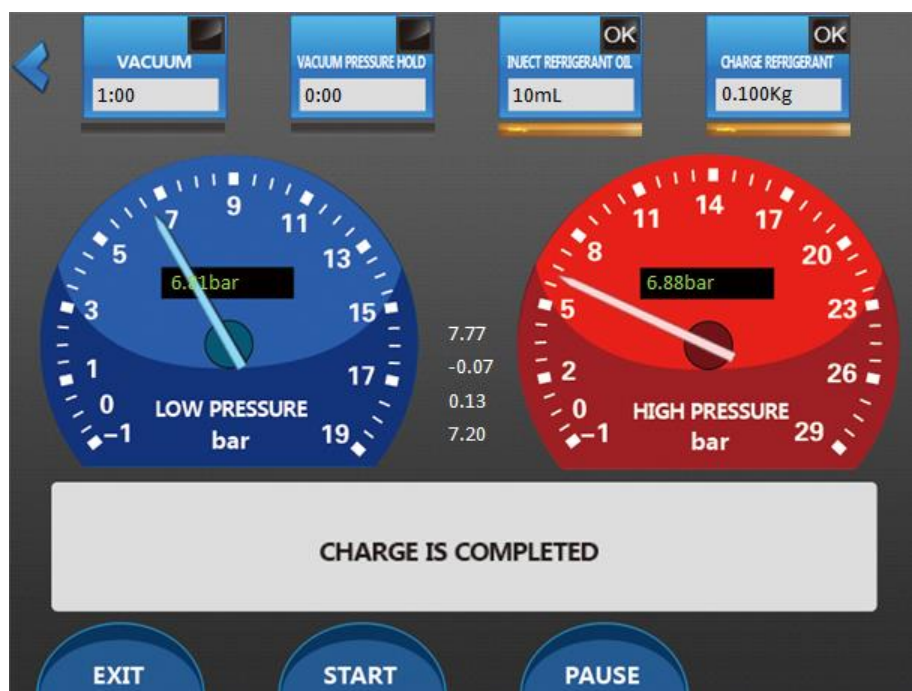 OK
OK
VACUUM
VACUUM PRESSURE HOLD
INJECT REFRIGERANT OIL
CHARGE REFRIGERANT
1:00
0:00
10mL
0.100Kg
-1
0
1
3
5
7
9
11
13
15
17
19
6.81bar
LOW PRESSURE
bar
7.77
-0.07
0.13
7.20
-1
0
2
5
8
11
14
17
20
23
26
29
6.88bar
HIGH PRESSURE
bar
CHARGE IS COMPLETED
EXIT
START
PAUSE